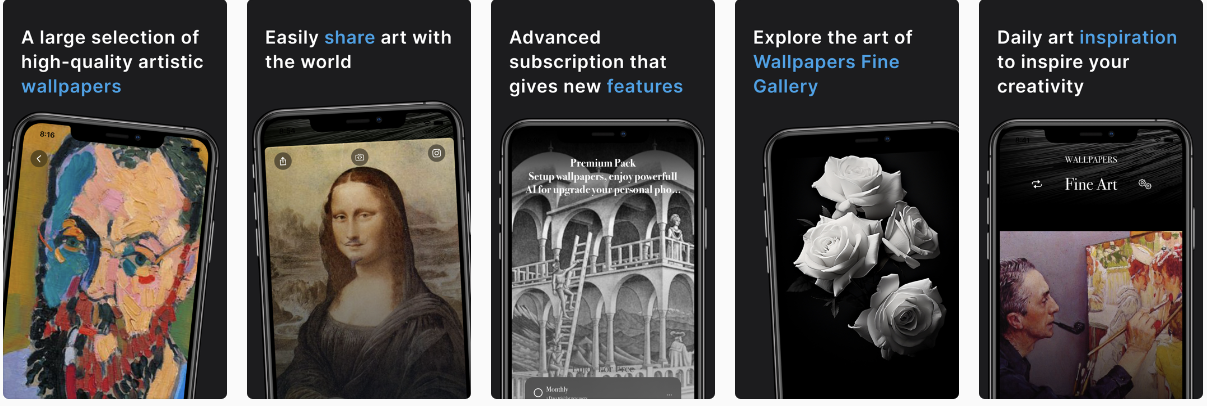 A large selection of
high-quality artistic
wallpapers
8:16
Easily share art with
the world
Advanced
subscription that
gives new features
Premium Pack
Setup wallpapers, enjoy powerfull
AI for upgrade your personal pho...
Monthly
...
Explore the art of
Wallpapers Fine
Gallery
Daily art inspiration
to inspire your
creativity
WALLPAPERS
Fine Art